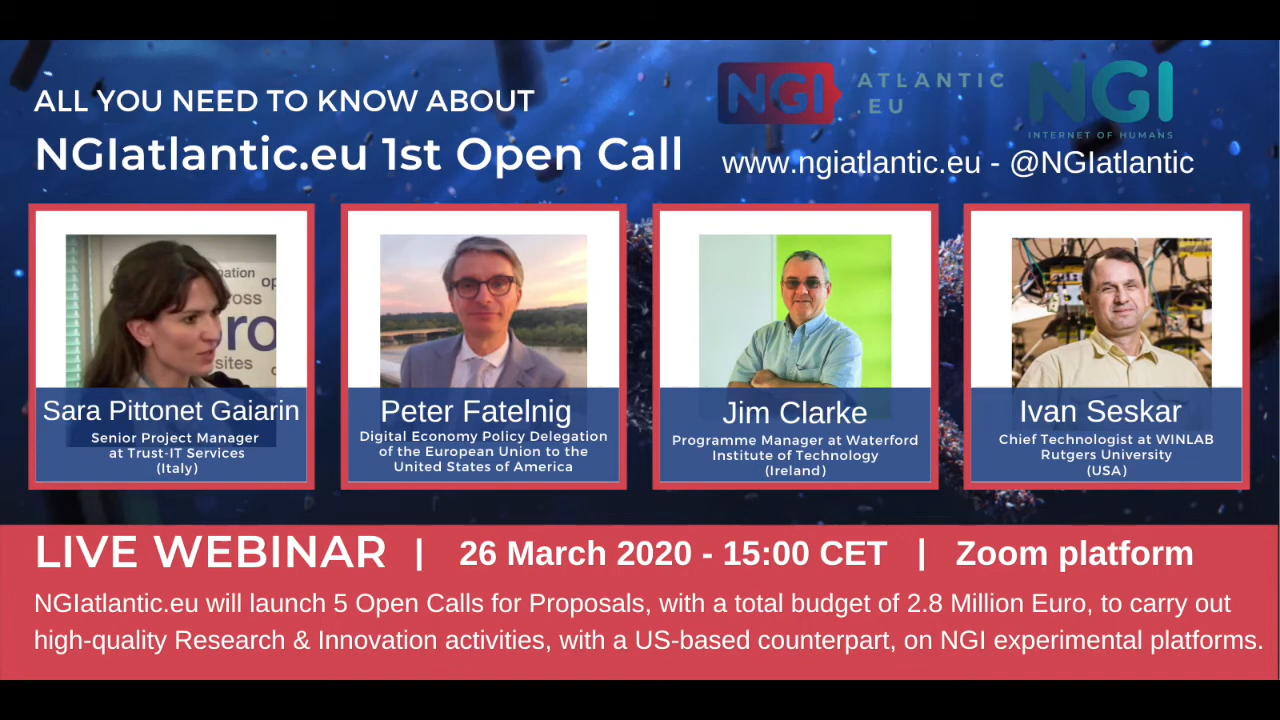 ALL YOU NEED TO KNOW ABOUT
NGIatlantic.eu 1st Open Call
NGI ATLANTIC
.EU
NGI
INTERNET OF HUMANS
www.ngiatlantic.eu - @NGIatlantic
Sara Pittonet Gaiarin
Senior Project Manager
at Trust-IT Services
(Italy)
Peter Fatelnig
Digital Economy Policy Delegation
of the European Union to the
United States of America
Jim Clarke
Programme Manager at Waterford
Institute of Technology
(Ireland)
Ivan Seskar
Chief Technologist at WINLAB
Rutgers University
(USA)
LIVE WEBINAR | 26 March 2020 - 15:00 CET | Zoom platform
NGIatlantic.eu will launch 5 Open Calls for Proposals, with a total budget of 2.8 Million Euro, to carry out
high-quality Research & Innovation activities, with a US-based counterpart, on NGI experimental platforms.